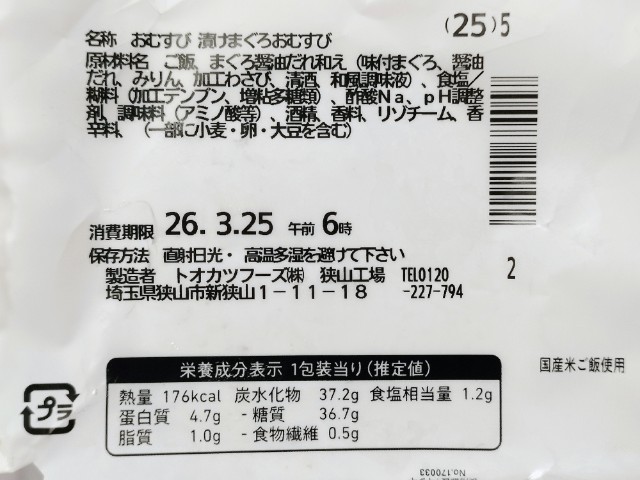 (25)5
名称 おむすび 漬けまぐろおむすび
原材料名 ご飯、まぐろ醤油だれ和え（味付まぐろ、醤油
だれ、みりん、加工わさび、清酒、和風調味液）、食塩／
糊料（加工デンプン、増粘多糖類）、酢酸Ｎａ、ｐＨ調整
剤、調味料（アミノ酸等）、酒精、香料、リゾチーム、香
辛料、（一部に小麦・卵・大豆を含む）
消費期限 26. 3.25 午前 6時
保存方法 直射日光・高温多湿を避けて下さい
製造者 トオカツフーズ㈱ 狭山工場 TEL0120
埼玉県狭山市新狭山１－１１－１８ -227-794
2
栄養成分表示 1包装当り（推定値）
熱量 176kcal 炭水化物 37.2g 食塩相当量 1.2g
蛋白質 4.7g - 糖質 36.7g
脂質 1.0g - 食物繊維 0.5g
国産米ご飯使用
プラ
No.170033